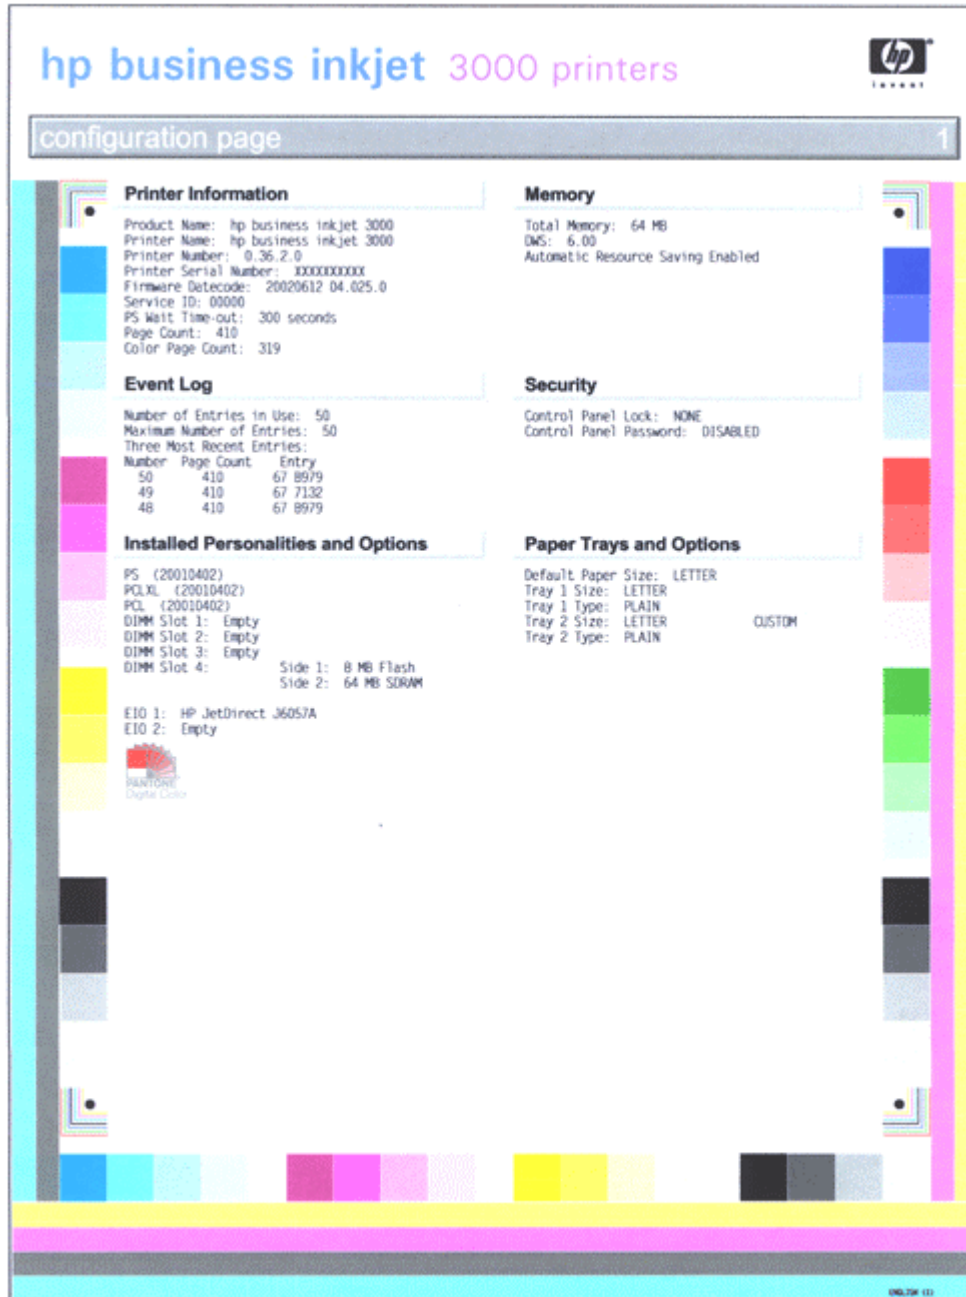 hp business inkjet 3000 printers
hp
invent
configuration page 1
Printer Information
Product Name: hp business inkjet 3000
Printer Name: hp business inkjet 3000
Printer Number: 0.36.2.0
Printer Serial Number: XXXXXXXXXX
Firmware Datecode: 20020612 04.025.0
Service ID: 00000
PS Wait Time-out: 300 seconds
Page Count: 410
Color Page Count: 319
Memory
Total Memory: 64 MB
DWS: 6.00
Automatic Resource Saving Enabled
Event Log
Number of Entries in Use: 50
Maximum Number of Entries: 50
Three Most Recent Entries:
Number Page Count Entry
50 410 67 8979
49 410 67 7132
48 410 67 8979
Security
Control Panel Lock: NONE
Control Panel Password: DISABLED
Installed Personalities and Options
PS (20010402)
PCLXL (20010402)
PCL (20010402)
DIMM Slot 1: Empty
DIMM Slot 2: Empty
DIMM Slot 3: Empty
DIMM Slot 4: Side 1: 8 MB Flash
Side 2: 64 MB SDRAM
EIO 1: HP JetDirect J6057A
EIO 2: Empty
PANTONE
Digital Color
Paper Trays and Options
Default Paper Size: LETTER
Tray 1 Size: LETTER
Tray 1 Type: PLAIN
Tray 2 Size: LETTER CUSTOM
Tray 2 Type: PLAIN
ENGLISH (1)